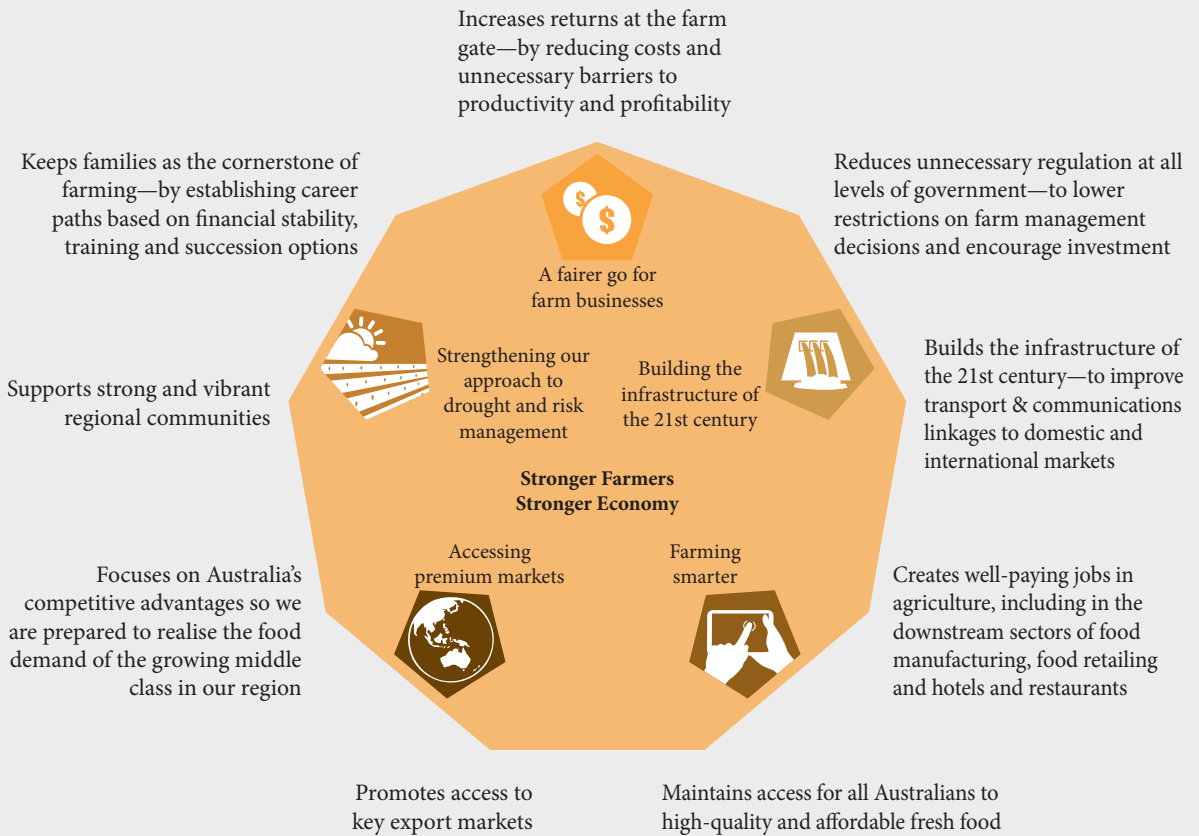 Increases returns at the farm
gate—by reducing costs and
unnecessary barriers to
productivity and profitability
Keeps families as the cornerstone of
farming—by establishing career
paths based on financial stability,
training and succession options
Reduces unnecessary regulation at all
levels of government—to lower
restrictions on farm management
decisions and encourage investment
$
$
A fairer go for
farm businesses
Supports strong and vibrant
regional communities
Strengthening our
approach to
drought and risk
management
Building the
infrastructure of
the 21st century
Builds the infrastructure of
the 21st century—to improve
transport & communications
linkages to domestic and
international markets
Stronger Farmers
Stronger Economy
Focuses on Australia’s
competitive advantages so we
are prepared to realise the food
demand of the growing middle
class in our region
Accessing
premium markets
Farming
smarter
Creates well-paying jobs in
agriculture, including in the
downstream sectors of food
manufacturing, food retailing
and hotels and restaurants
Promotes access to
key export markets
Maintains access for all Australians to
high-quality and affordable fresh food